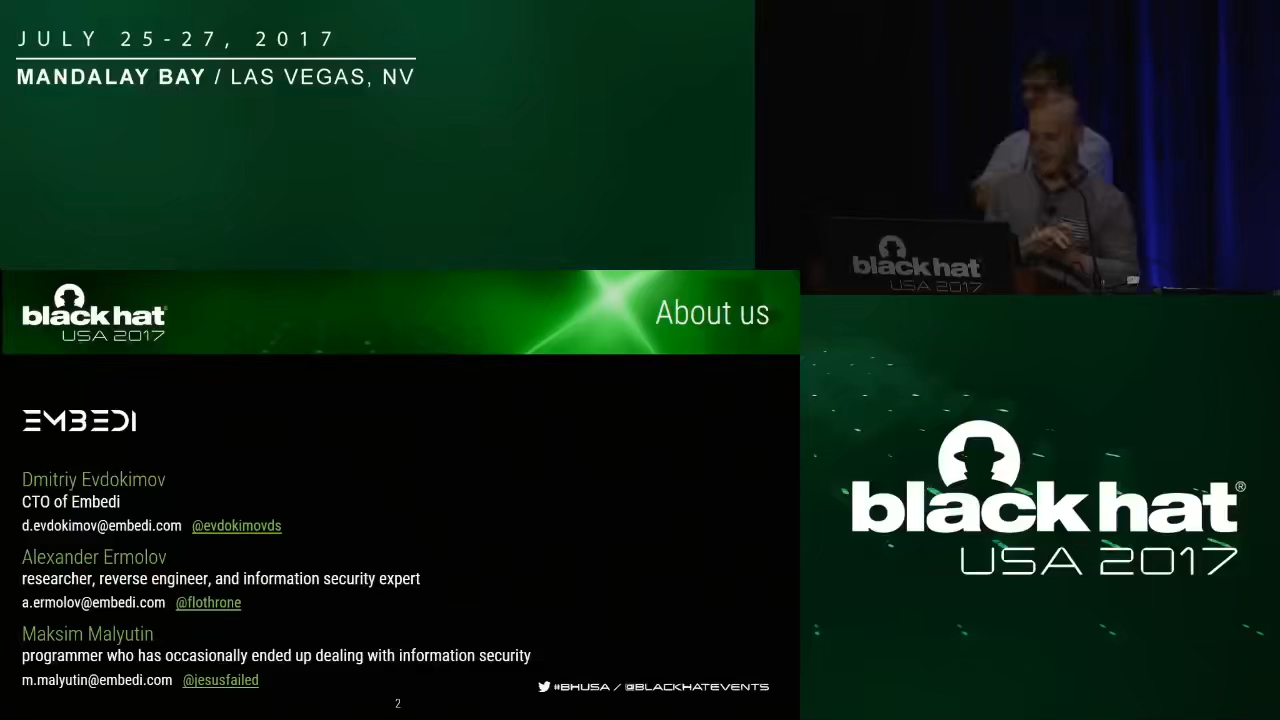 JULY 25-27, 2017
MANDALAY BAY / LAS VEGAS, NV
black hat
USA 2017
black hat
USA 2017
About us
EMBEDI
Dmitriy Evdokimov
CTO of Embedi
d.evdokimov@embedi.com @evdokimovds
Alexander Ermolov
researcher, reverse engineer, and information security expert
a.ermolov@embedi.com @flothrone
Maksim Malyutin
programmer who has occasionally ended up dealing with information security
m.malyutin@embedi.com @jesusfailed
#BHUSA / @BLACKHATEVENTS
2
black hat®
USA 2017